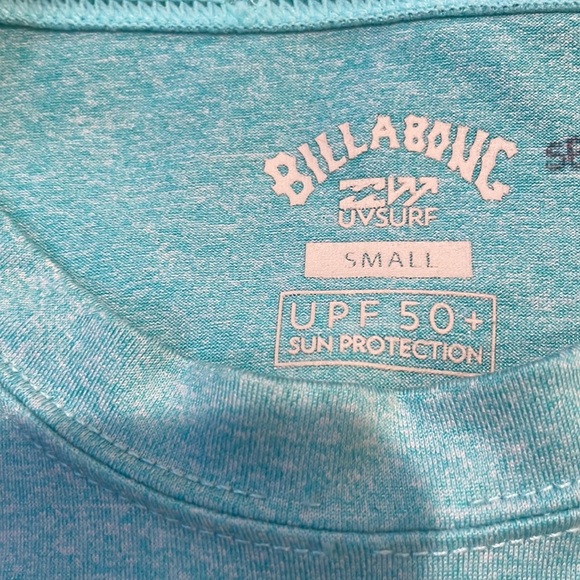 BILLABONG
UVSURF
SMALL
UPF 50+
SUN PROTECTION